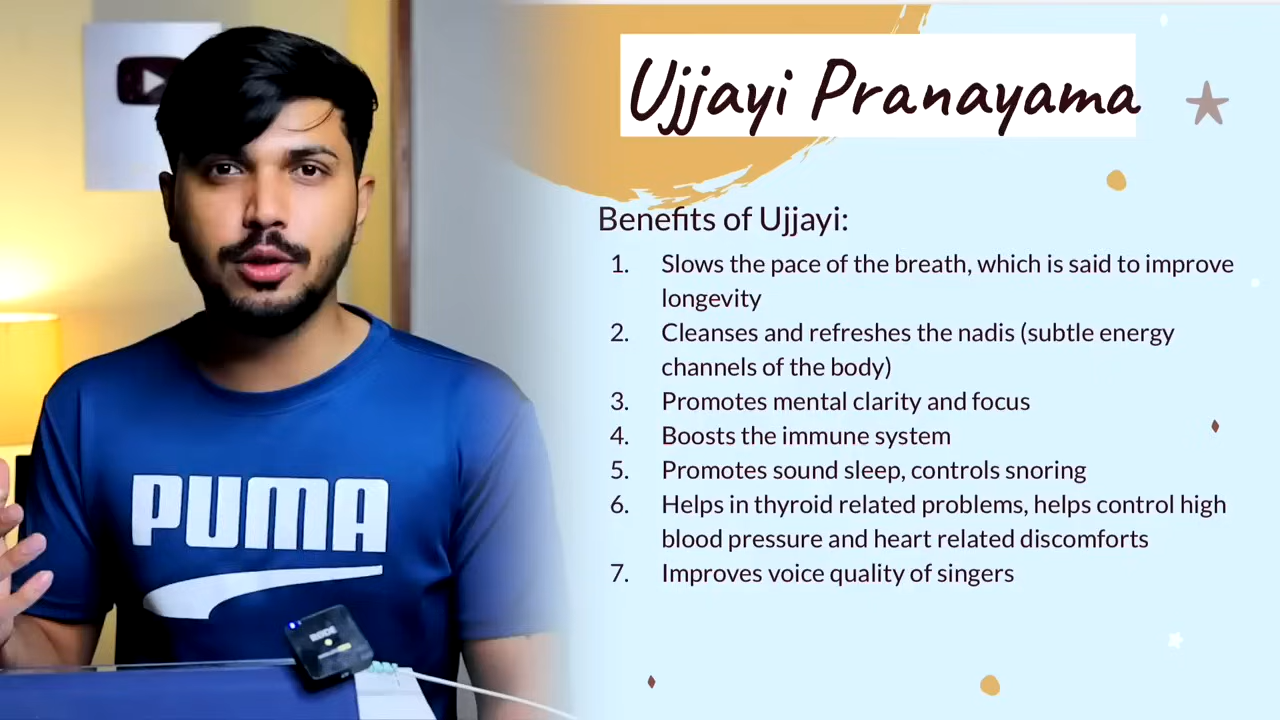 Ujjayi Pranayama
Benefits of Ujjayi:
1. Slows the pace of the breath, which is said to improve
longevity
2. Cleanses and refreshes the nadis (subtle energy
channels of the body)
3. Promotes mental clarity and focus
4. Boosts the immune system
5. Promotes sound sleep, controls snoring
6. Helps in thyroid related problems, helps control high
blood pressure and heart related discomforts
7. Improves voice quality of singers
PUMA
RODE